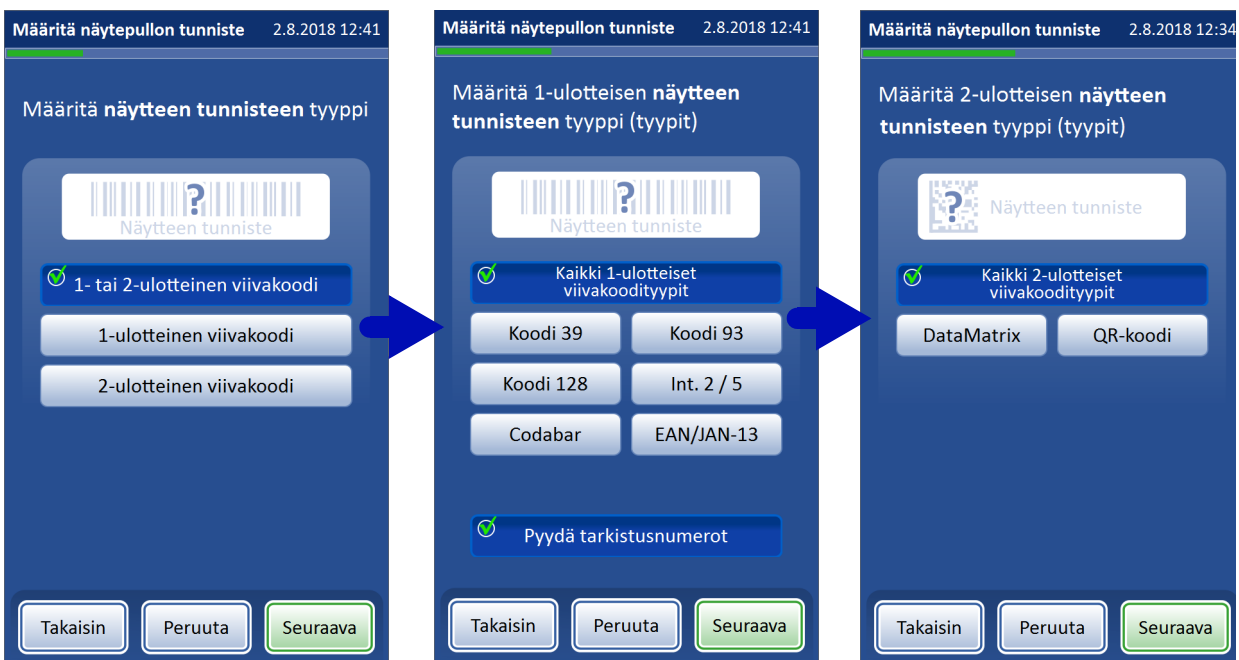 Määritä näytepullon tunniste 2.8.2018 12:41
Määritä näytteen tunnisteen tyyppi
?
Näytteen tunniste
1- tai 2-ulotteinen viivakoodi
1-ulotteinen viivakoodi
2-ulotteinen viivakoodi
Takaisin Peruuta Seuraava
Määritä näytepullon tunniste 2.8.2018 12:41
Määritä 1-ulotteisen näytteen
tunnisteen tyyppi (tyypit)
?
Näytteen tunniste
Kaikki 1-ulotteiset
viivakoodityypit
Koodi 39 Koodi 93
Koodi 128 Int. 2 / 5
Codabar EAN/JAN-13
Pyydä tarkistusnumerot
Takaisin Peruuta Seuraava
Määritä näytepullon tunniste 2.8.2018 12:34
Määritä 2-ulotteisen näytteen
tunnisteen tyyppi (tyypit)
? Näytteen tunniste
Kaikki 2-ulotteiset
viivakoodityypit
DataMatrix QR-koodi
Takaisin Peruuta Seuraava